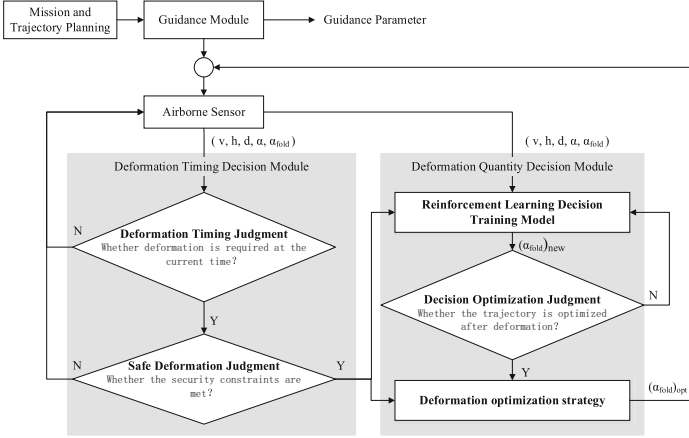 Mission and
Trajectory Planning
Guidance Module
Guidance Parameter
Airborne Sensor
( v, h, d, α, αfold )
( v, h, d, α, αfold )
Deformation Timing Decision Module
Deformation Quantity Decision Module
Deformation Timing Judgment
Whether deformation is required at the
current time?
N
Y
Safe Deformation Judgment
Whether the security constraints are
met?
N
Y
Reinforcement Learning Decision
Training Model
(αfold)new
Decision Optimization Judgment
Whether the trajectory is optimized
after deformation?
N
Y
Deformation optimization strategy
(αfold)opt